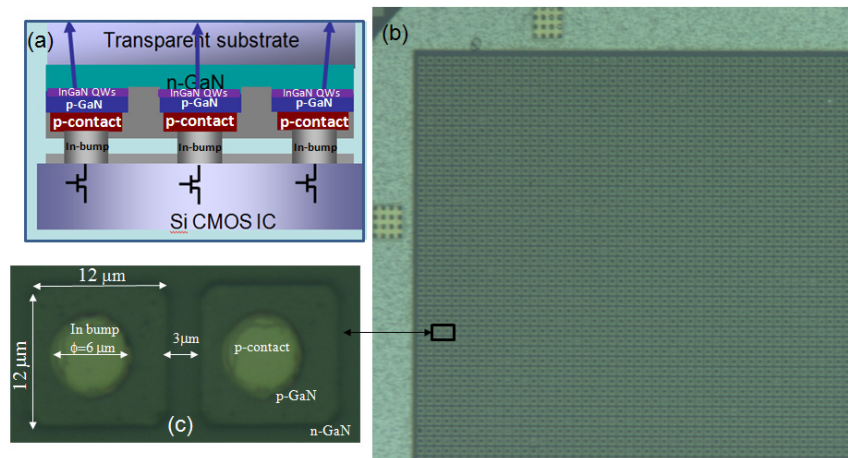 (a)
Transparent substrate
n-GaN
InGaN QWs
InGaN QWs
InGaN QWs
p-GaN
p-GaN
p-GaN
p-contact
p-contact
p-contact
In-bump
In-bump
In-bump
Si CMOS IC
(b)
12 μm
12 μm
In bump
ϕ=6 μm
3μm
p-contact
p-GaN
(c)
n-GaN